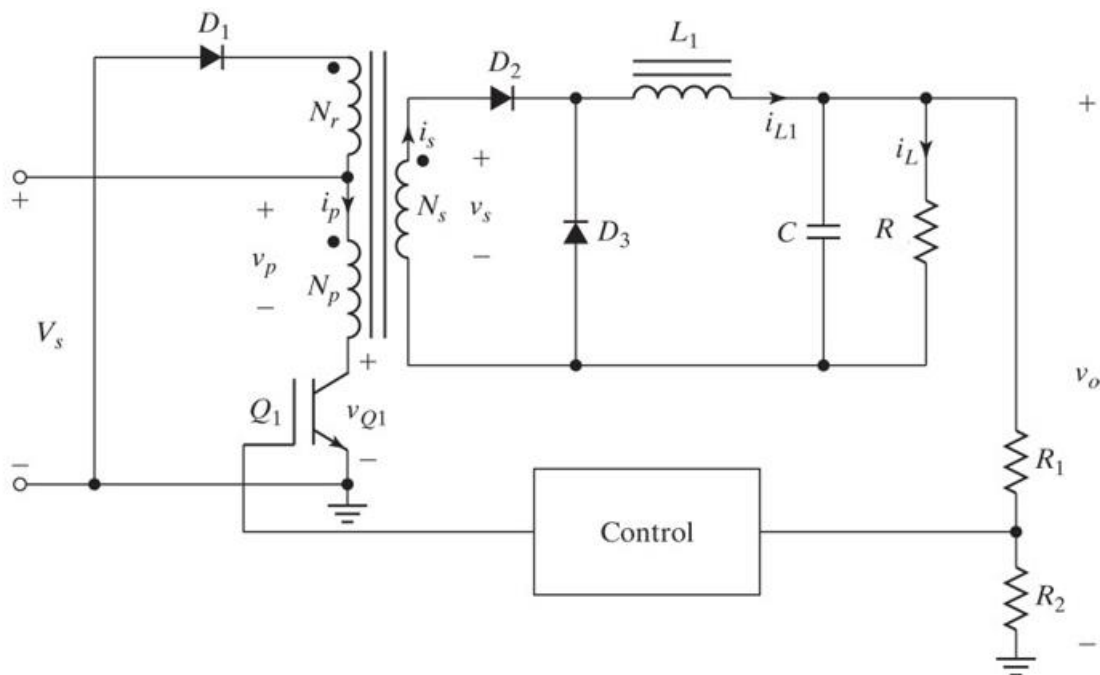 D1
L1
D2
Nr
is
iL1
+
+
ip
+
Ns
vs
iL
+
vp
−
Np
−
D3
C
R
Vs
+
Q1
vQ1
−
vo
−
R1
Control
R2
−